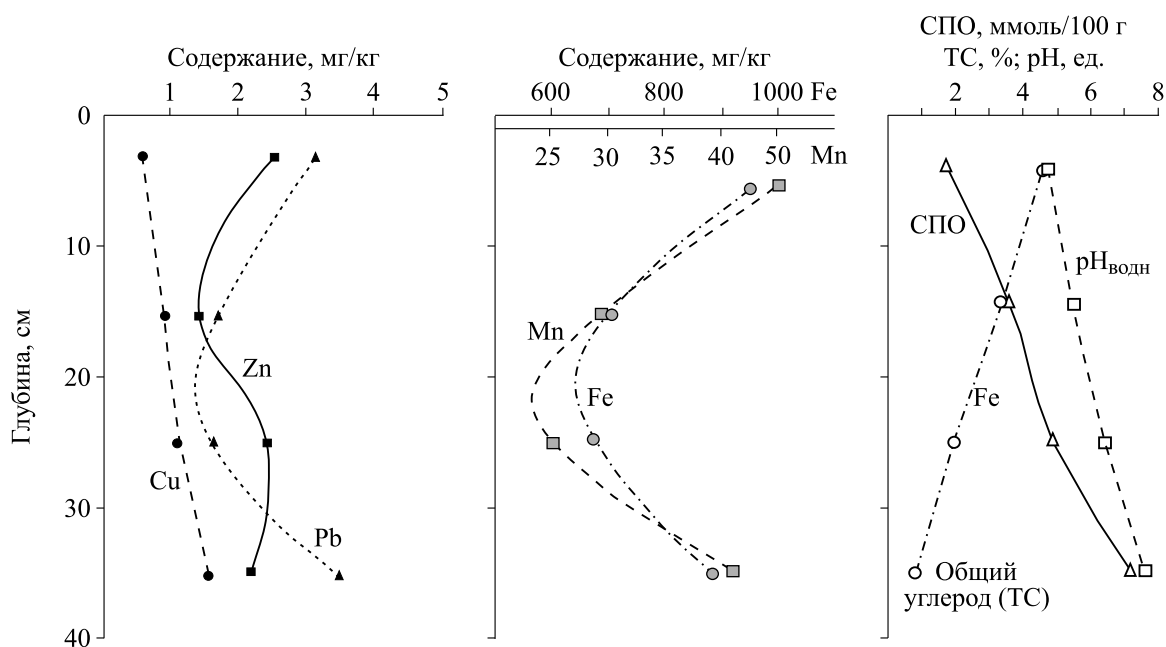 Содержание, мг/кг
1 2 3 4 5
0
10
20
30
40
Глубина, см
Zn
Cu
Pb
Содержание, мг/кг
600 800 1000 Fe
25 30 35 40 50 Mn
Mn
Fe
СПО, ммоль/100 г
TC, %; pH, ед.
2 4 6 8
СПО
pHводн
Fe
Общий
углерод (TC)